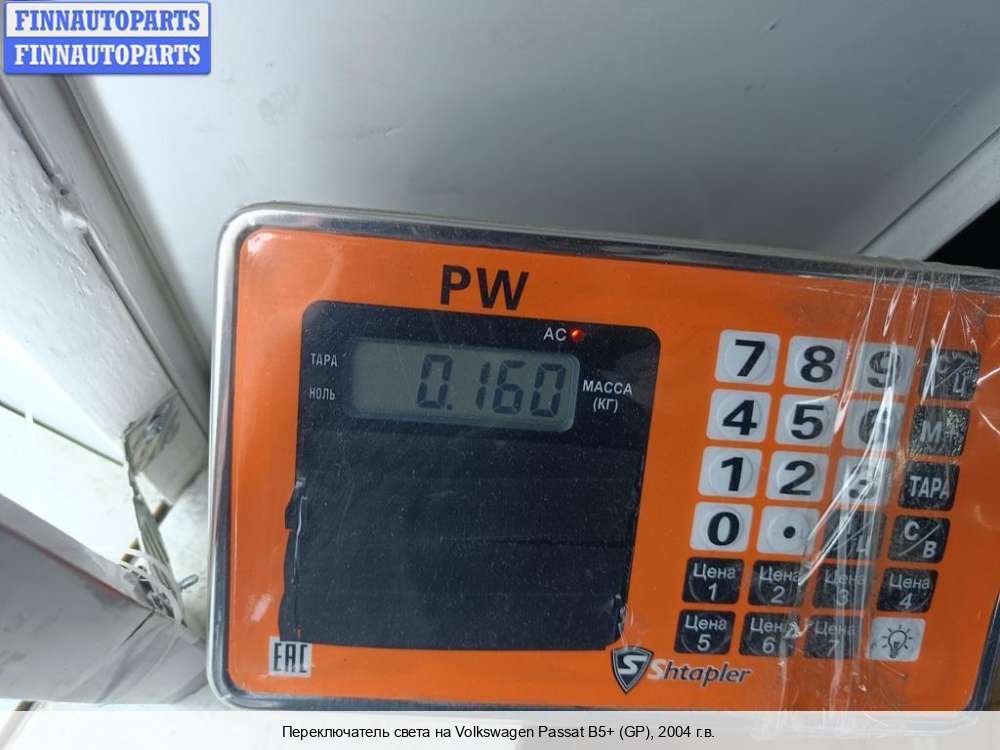 FINNAUTOPARTS
FINNAUTOPARTS
PW
AC
ТАРА
НОЛЬ
0.160
МАССА
(КГ)
7 8 9 С/Ц
4 5 6 М+
1 2 3 ТАРА
0 . С/В
Цена 1 Цена 2 Цена 3 Цена 4
Цена 5 Цена 6 Цена 7
EAC
Shtapler
Переключатель света на Volkswagen Passat B5+ (GP), 2004 г.в.